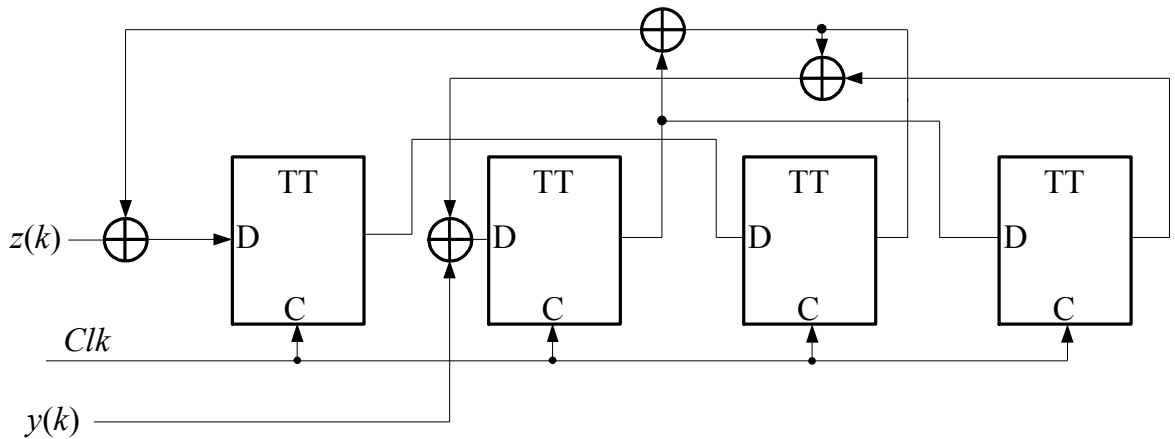 TT TT TT TT
z(k) D D D D
C C C C
Clk
y(k)